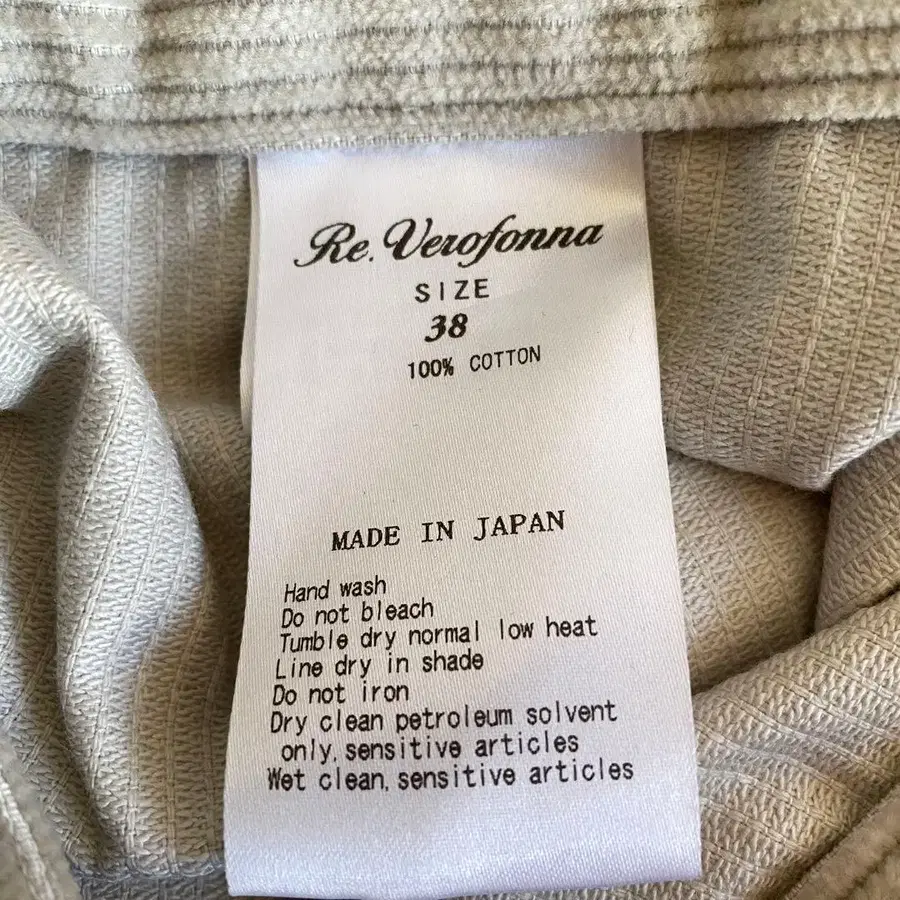 Re. Verofonna
SIZE
38
100% COTTON
MADE IN JAPAN
Hand wash
Do not bleach
Tumble dry normal low heat
Line dry in shade
Do not iron
Dry clean petroleum solvent
only, sensitive articles
Wet clean, sensitive articles